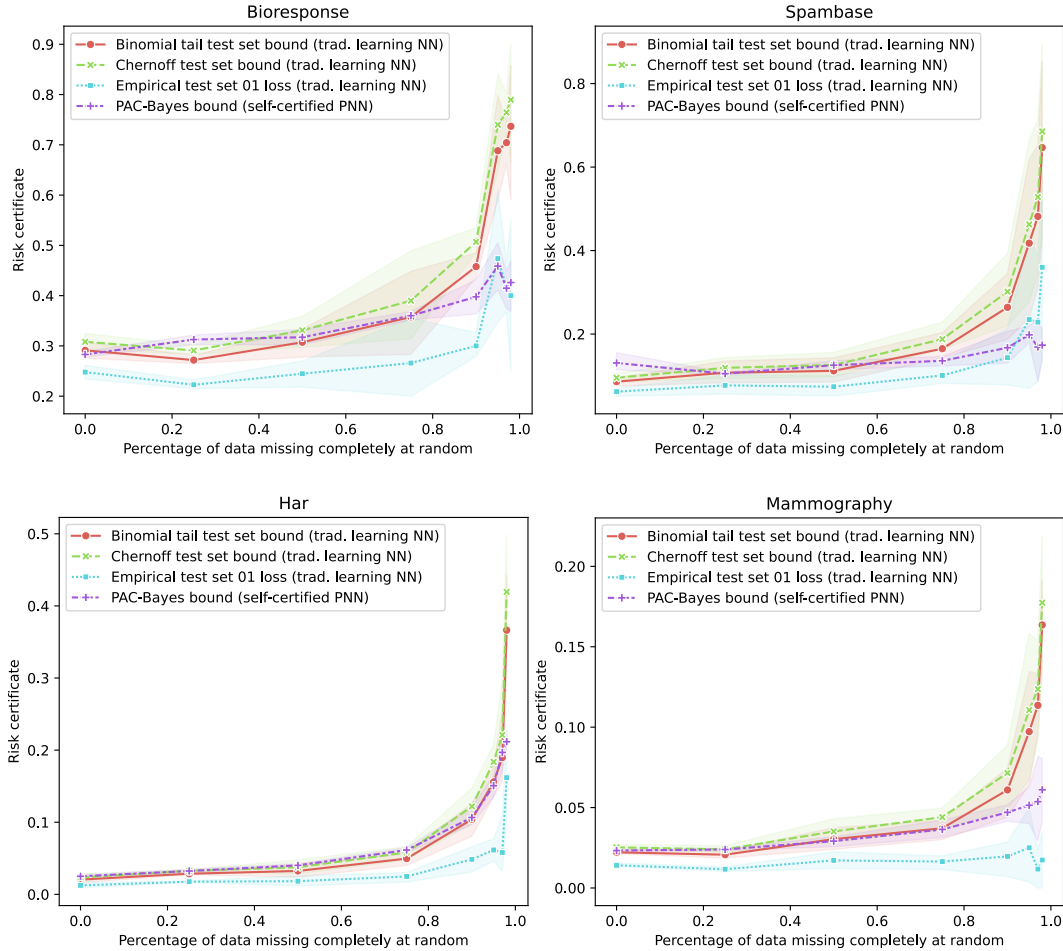 Bioresponse
Risk certificate
0.9
0.8
0.7
0.6
0.5
0.4
0.3
0.2
Binomial tail test set bound (trad. learning NN)
Chernoff test set bound (trad. learning NN)
Empirical test set 01 loss (trad. learning NN)
PAC-Bayes bound (self-certified PNN)
0.0 0.2 0.4 0.6 0.8 1.0
Percentage of data missing completely at random
Spambase
Risk certificate
0.8
0.6
0.4
0.2
Binomial tail test set bound (trad. learning NN)
Chernoff test set bound (trad. learning NN)
Empirical test set 01 loss (trad. learning NN)
PAC-Bayes bound (self-certified PNN)
0.0 0.2 0.4 0.6 0.8 1.0
Percentage of data missing completely at random
Har
Risk certificate
0.5
0.4
0.3
0.2
0.1
0.0
Binomial tail test set bound (trad. learning NN)
Chernoff test set bound (trad. learning NN)
Empirical test set 01 loss (trad. learning NN)
PAC-Bayes bound (self-certified PNN)
0.0 0.2 0.4 0.6 0.8 1.0
Percentage of data missing completely at random
Mammography
Risk certificate
0.20
0.15
0.10
0.05
0.00
Binomial tail test set bound (trad. learning NN)
Chernoff test set bound (trad. learning NN)
Empirical test set 01 loss (trad. learning NN)
PAC-Bayes bound (self-certified PNN)
0.0 0.2 0.4 0.6 0.8 1.0
Percentage of data missing completely at random